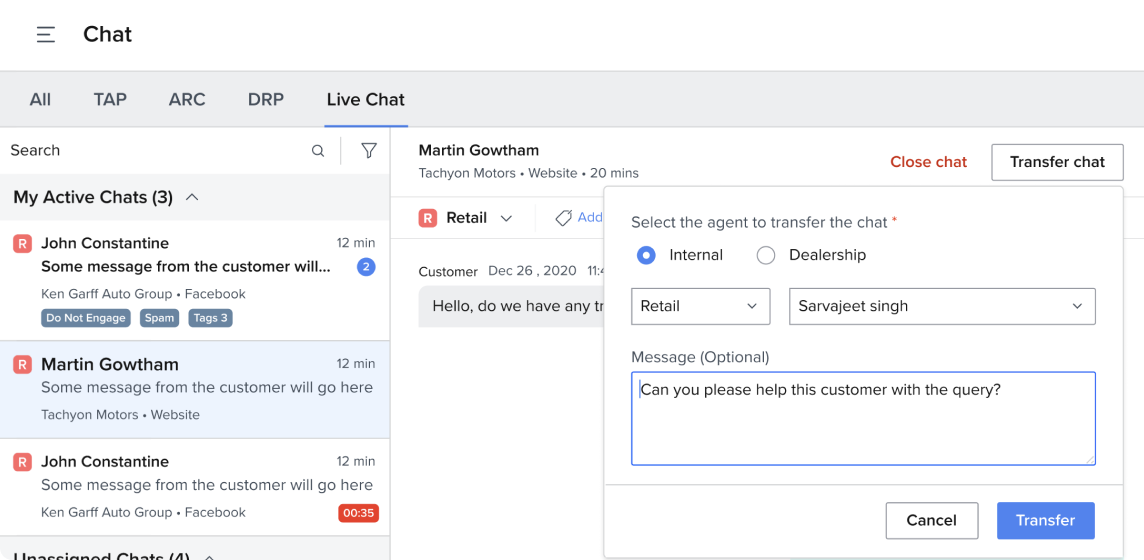 Chat
All TAP ARC DRP Live Chat
Search
My Active Chats (3)
R John Constantine 12 min
Some message from the customer will... 2
Ken Garff Auto Group • Facebook
Do Not Engage Spam Tags 3
R Martin Gowtham 12 min
Some message from the customer will go here
Tachyon Motors • Website
R John Constantine 12 min
Some message from the customer will go here
Ken Garff Auto Group • Facebook 00:35
Unassigned Chats (4)
Martin Gowtham
Tachyon Motors • Website • 20 mins
Close chat Transfer chat
R Retail Add
Customer Dec 26 , 2020 11:4
Hello, do we have any tr
Select the agent to transfer the chat *
Internal Dealership
Retail Sarvajeet singh
Message (Optional)
Can you please help this customer with the query?
Cancel Transfer